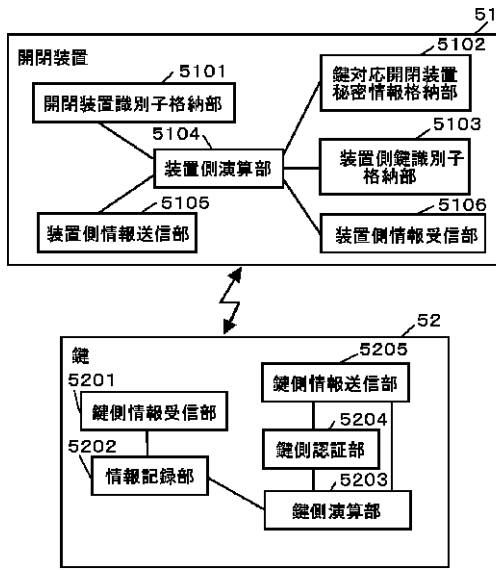 51
開閉装置
5101
開閉装置識別子格納部
5102
鍵対応開閉装置
秘密情報格納部
5104
装置側演算部
5103
装置側鍵識別子
格納部
5105
装置側情報送信部
5106
装置側情報受信部
52
鍵
5201
鍵側情報受信部
5205
鍵側情報送信部
5202
情報記録部
5204
鍵側認証部
5203
鍵側演算部